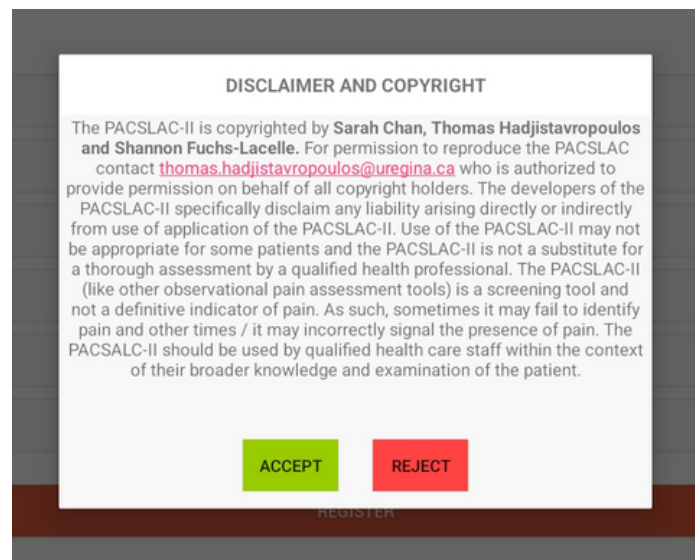 DISCLAIMER AND COPYRIGHT
The PACSLAC-II is copyrighted by Sarah Chan, Thomas Hadjistavropoulos
and Shannon Fuchs-Lacelle. For permission to reproduce the PACSLAC
contact thomas.hadjistavropoulos@uregina.ca who is authorized to
provide permission on behalf of all copyright holders. The developers of the
PACSLAC-II specifically disclaim any liability arising directly or indirectly
from use of application of the PACSLAC-II. Use of the PACSLAC-II may not
be appropriate for some patients and the PACSLAC-II is not a substitute for
a thorough assessment by a qualified health professional. The PACSLAC-II
(like other observational pain assessment tools) is a screening tool and
not a definitive indicator of pain. As such, sometimes it may fail to identify
pain and other times / it may incorrectly signal the presence of pain. The
PACSALC-II should be used by qualified health care staff within the context
of their broader knowledge and examination of the patient.
ACCEPT REJECT
REGISTER